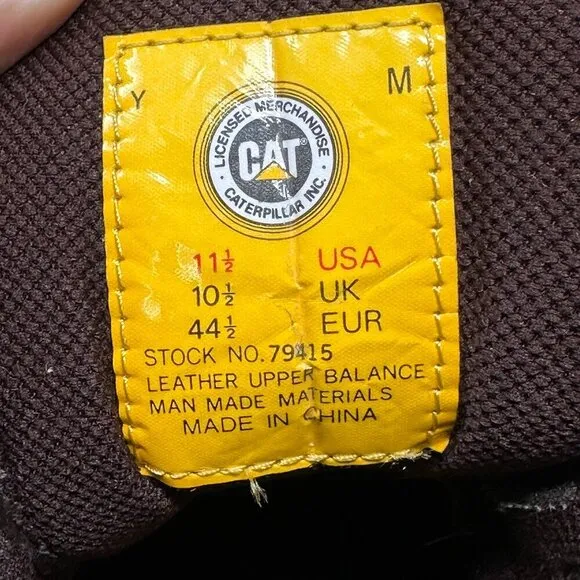 Y M
LICENSED MERCHANDISE
CAT®
CATERPILLAR INC.
11½ USA
10½ UK
44½ EUR
STOCK NO. 79415
LEATHER UPPER BALANCE
MAN MADE MATERIALS
MADE IN CHINA